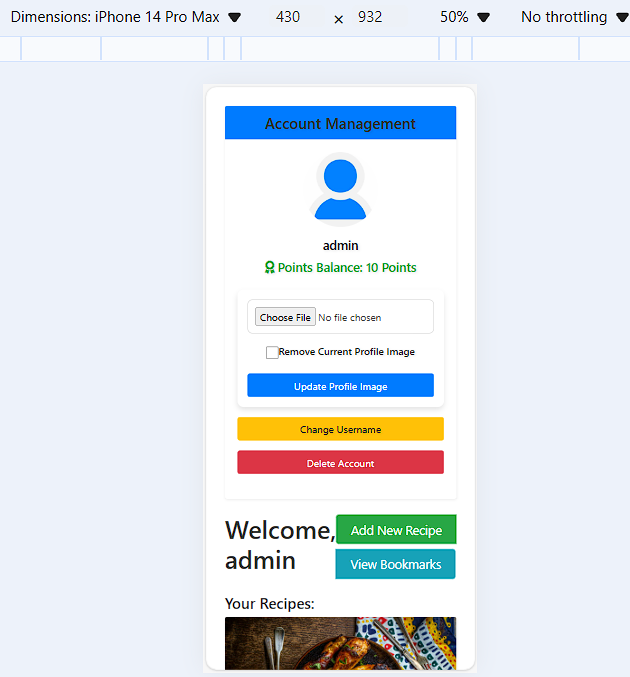 Dimensions: iPhone 14 Pro Max 430 × 932 50% No throttling
Account Management
admin
Points Balance: 10 Points
Choose File No file chosen
Remove Current Profile Image
Update Profile Image
Change Username
Delete Account
Welcome, admin
Add New Recipe
View Bookmarks
Your Recipes: